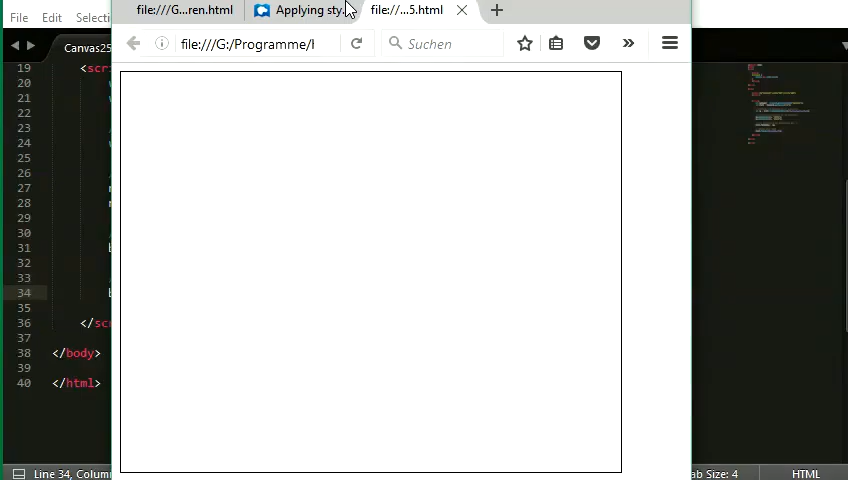 File Edit Selecti
file:///G...ren.html Applying sty... file://...5.html
file:///G:/Programme/I Suchen
Canvas25
19 <scri
20
21
22
23 /
24
25
26 /
27
28
29
30 /
31 b
32
33 /
34 b
35
36 </scr
37
38 </body>
39
40 </html>
Line 34, Column ab Size: 4 HTML